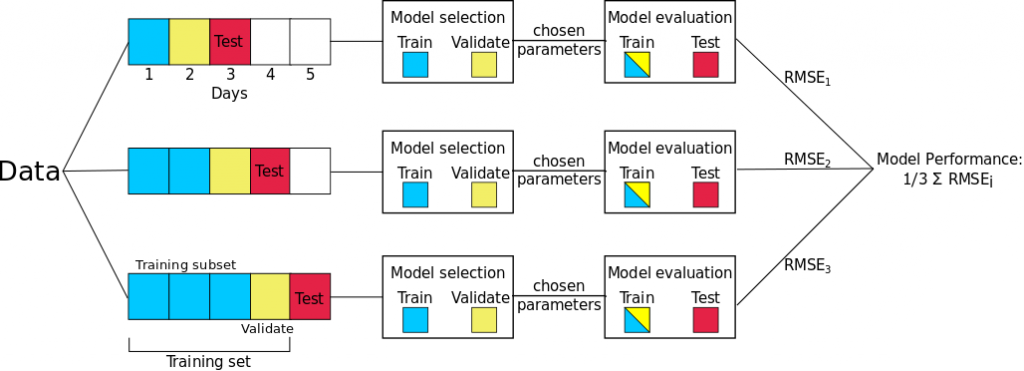 Data
Test
1 2 3 4 5
Days
Model selection
Train Validate
chosen
parameters
Model evaluation
Train Test
RMSE1
Test
Model selection
Train Validate
chosen
parameters
Model evaluation
Train Test
RMSE2
Training subset
Test
Validate
Training set
Model selection
Train Validate
chosen
parameters
Model evaluation
Train Test
RMSE3
Model Performance:
1/3 Σ RMSEi